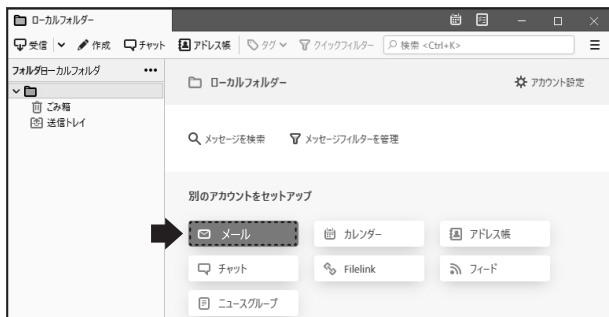 ローカルフォルダー
受信 作成 チャット アドレス帳 タグ クイックフィルター 検索 <Ctrl+K>
フォルダローカルフォルダ
ローカルフォルダー アカウント設定
ごみ箱
送信トレイ
メッセージを検索 メッセージフィルターを管理
別のアカウントをセットアップ
メール カレンダー アドレス帳
チャット Filelink フィード
ニュースグループ